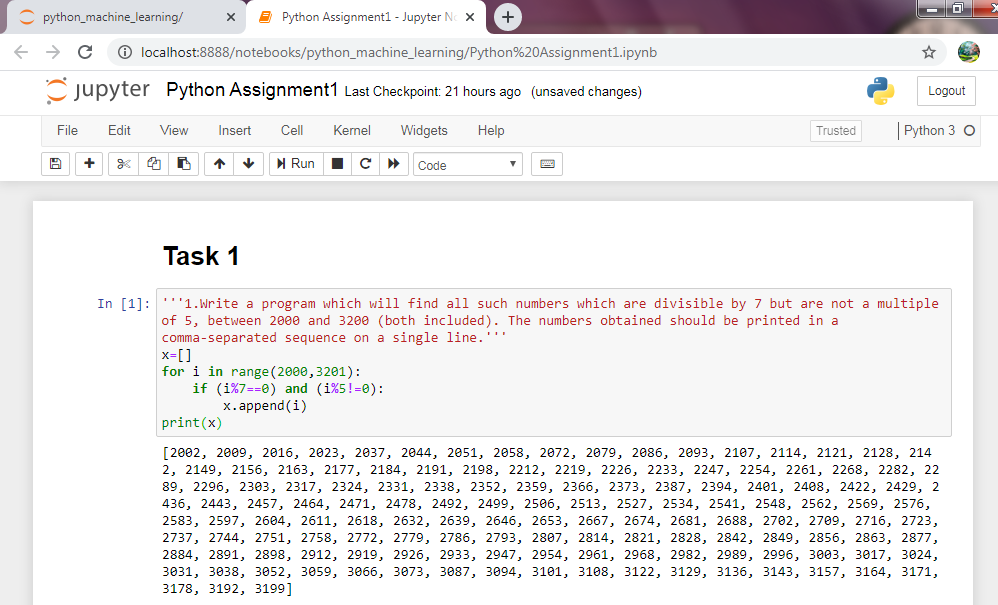 python_machine_learning/
Python Assignment1 - Jupyter No
localhost:8888/notebooks/python_machine_learning/Python%20Assignment1.ipynb
jupyter Python Assignment1 Last Checkpoint: 21 hours ago (unsaved changes)
Logout
File Edit View Insert Cell Kernel Widgets Help
Trusted
Python 3
Run
Code
Task 1
In [1]:
'''1.Write a program which will find all such numbers which are divisible by 7 but are not a multiple
of 5, between 2000 and 3200 (both included). The numbers obtained should be printed in a
comma-separated sequence on a single line.'''
x=[]
for i in range(2000,3201):
    if (i%7==0) and (i%5!=0):
        x.append(i)
print(x)
[2002, 2009, 2016, 2023, 2037, 2044, 2051, 2058, 2072, 2079, 2086, 2093, 2107, 2114, 2121, 2128, 214
2, 2149, 2156, 2163, 2177, 2184, 2191, 2198, 2212, 2219, 2226, 2233, 2247, 2254, 2261, 2268, 2282, 22
89, 2296, 2303, 2317, 2324, 2331, 2338, 2352, 2359, 2366, 2373, 2387, 2394, 2401, 2408, 2422, 2429, 2
436, 2443, 2457, 2464, 2471, 2478, 2492, 2499, 2506, 2513, 2527, 2534, 2541, 2548, 2562, 2569, 2576,
2583, 2597, 2604, 2611, 2618, 2632, 2639, 2646, 2653, 2667, 2674, 2681, 2688, 2702, 2709, 2716, 2723,
2737, 2744, 2751, 2758, 2772, 2779, 2786, 2793, 2807, 2814, 2821, 2828, 2842, 2849, 2856, 2863, 2877,
2884, 2891, 2898, 2912, 2919, 2926, 2933, 2947, 2954, 2961, 2968, 2982, 2989, 2996, 3003, 3017, 3024,
3031, 3038, 3052, 3059, 3066, 3073, 3087, 3094, 3101, 3108, 3122, 3129, 3136, 3143, 3157, 3164, 3171,
3178, 3192, 3199]